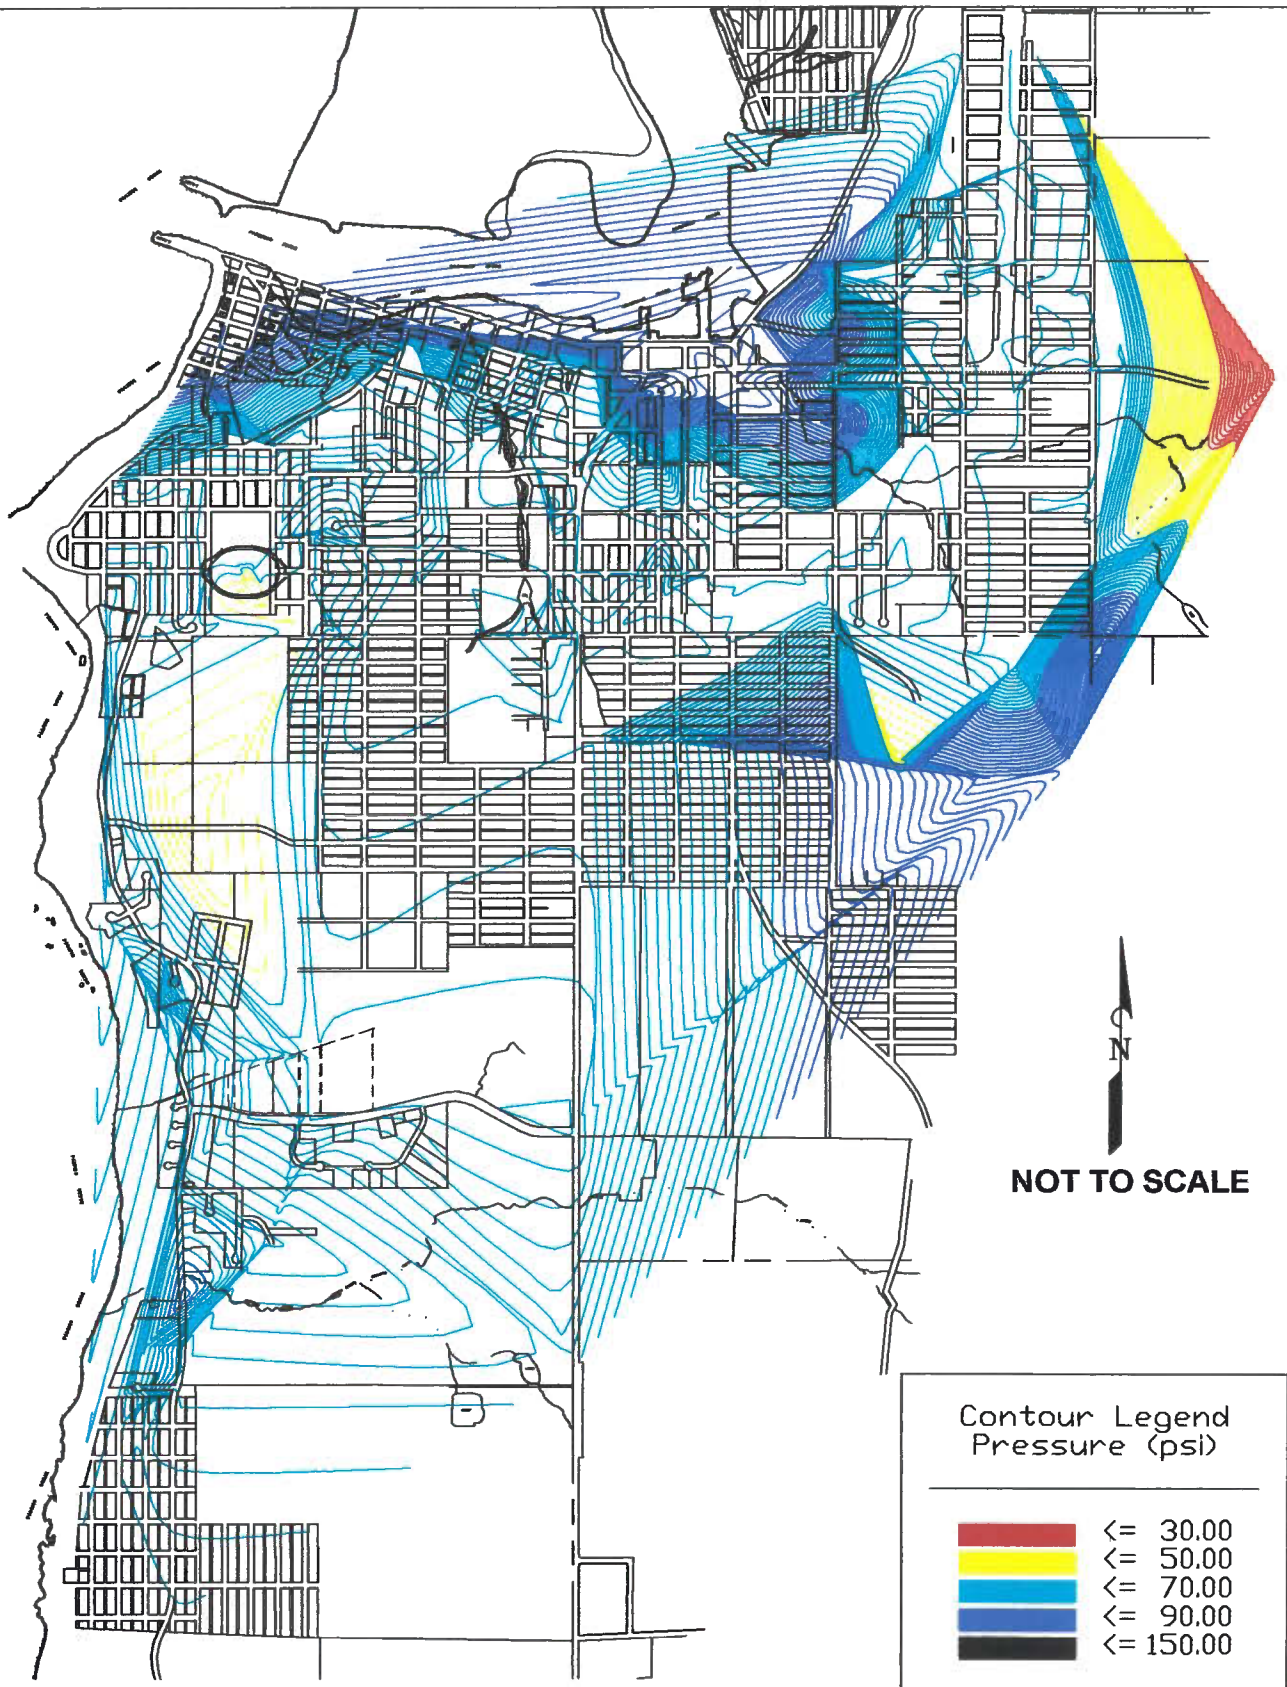 N
NOT TO SCALE
Contour Legend
Pressure (psi)
<= 30.00
<= 50.00
<= 70.00
<= 90.00
<= 150.00